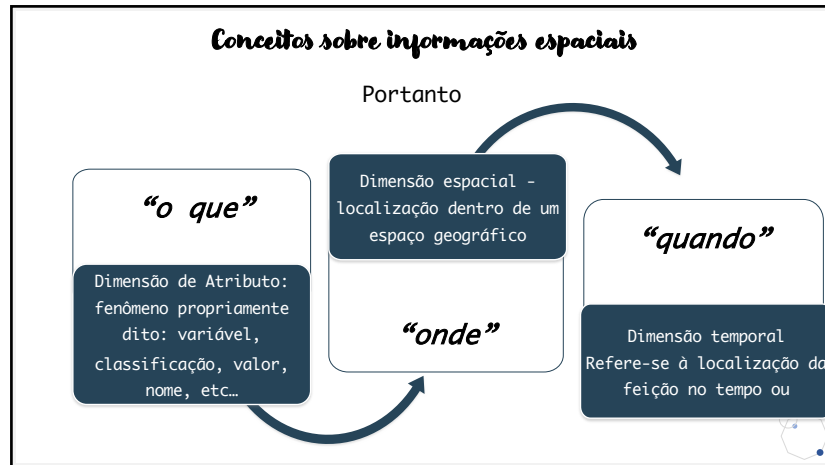 Conceitos sobre informações espaciais
Portanto
“o que”
Dimensão de Atributo:
fenômeno propriamente
dito: variável,
classificação, valor,
nome, etc…
Dimensão espacial -
localização dentro de um
espaço geográfico
“onde”
“quando”
Dimensão temporal
Refere-se à localização da
feição no tempo ou